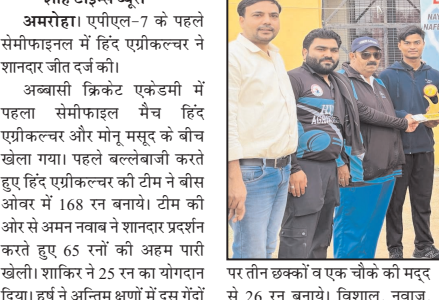 शाह टाइम्स ब्यूरो
अमरोहा। एपीएल-7 के पहले
सेमीफाइनल में हिंद एग्रीकल्चर ने
शानदार जीत दर्ज की।
अब्बासी क्रिकेट एकेडमी में
पहला सेमीफाइल मैच हिंद
एग्रीकल्चर और मोनू मसूद के बीच
खेला गया। पहले बल्लेबाजी करते
हुए हिंद एग्रीकल्चर की टीम ने बीस
ओवर में 168 रन बनाये। टीम की
ओर से अमन नवाब ने शानदार प्रदर्शन
करते हुए 65 रनों की अहम पारी
खेली। शाकिर ने 25 रन का योगदान
दिया। हर्ष ने अन्तिम क्षणों में दस गेंदों
पर तीन छक्कों व एक चौके की मदद
से 26 रन बनाये। विशाल, नवाज